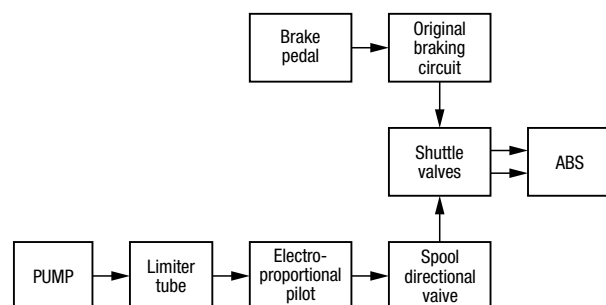 Brake
pedal
Original
braking
circuit
Shuttle
valves
ABS
PUMP
Limiter
tube
Electro-
proportional
pilot
Spool
directional
vaive